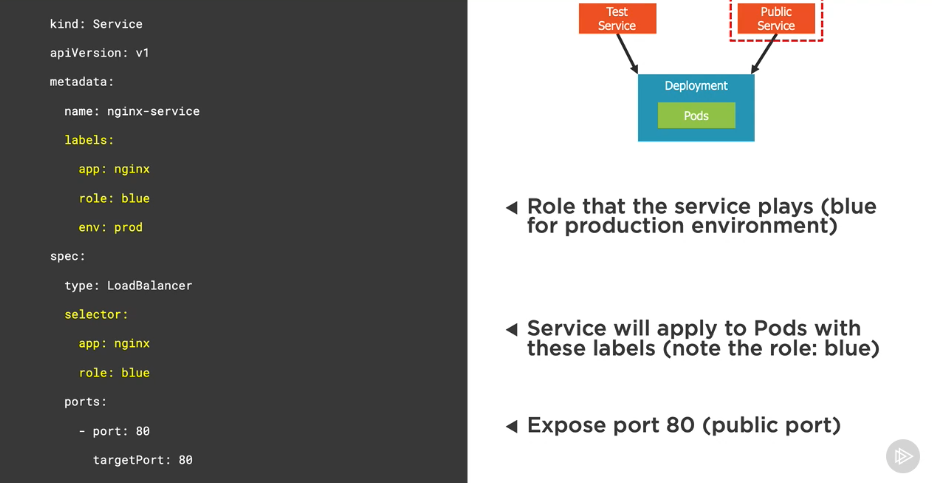 kind: Service
apiVersion: v1
metadata:
name: nginx-service
labels:
app: nginx
role: blue
env: prod
spec:
type: LoadBalancer
selector:
app: nginx
role: blue
ports:
- port: 80
targetPort: 80
Test
Service
Public
Service
Deployment
Pods
Role that the service plays (blue
for production environment)
Service will apply to Pods with
these labels (note the role: blue)
Expose port 80 (public port)